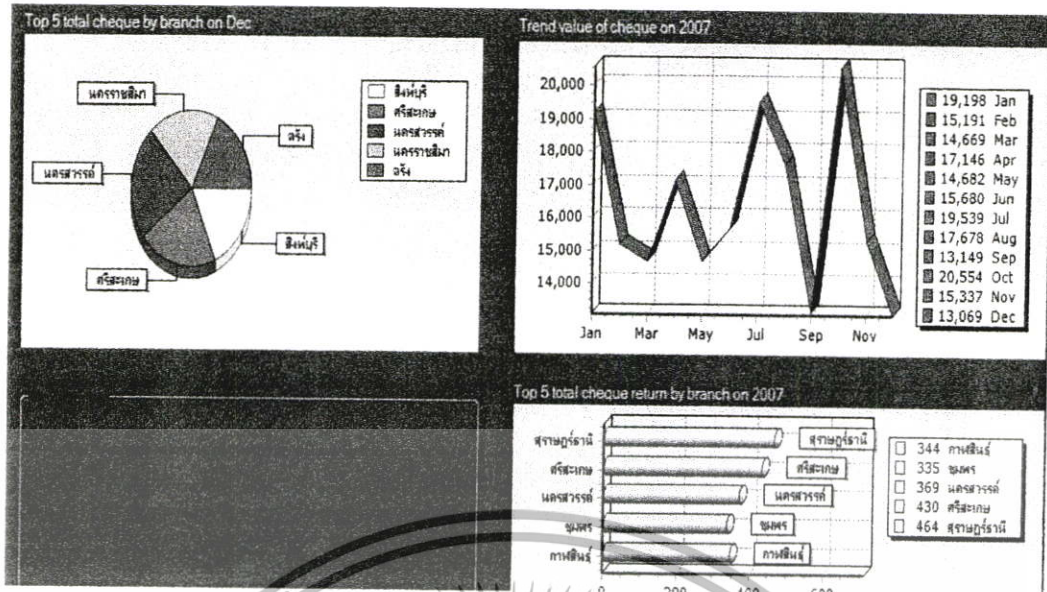 Top 5 total cheque by branch on Dec
นครราชสีมา
ตรัง
นครสวรรค์
สิงห์บุรี
ศรีสะเกษ
สิงห์บุรี
ศรีสะเกษ
นครสวรรค์
นครราชสีมา
ตรัง
Trend value of cheque on 2007
20,000
19,000
18,000
17,000
16,000
15,000
14,000
Jan
Mar
May
Jul
Sep
Nov
19,198 Jan
15,191 Feb
14,669 Mar
17,146 Apr
14,682 May
15,680 Jun
19,539 Jul
17,678 Aug
13,149 Sep
20,554 Oct
15,337 Nov
13,069 Dec
Top 5 total cheque return by branch on 2007
สุราษฎร์ธานี
สุราษฎร์ธานี
ศรีสะเกษ
ศรีสะเกษ
นครสวรรค์
นครสวรรค์
ชุมพร
ชุมพร
กาฬสินธุ์
กาฬสินธุ์
344 กาฬสินธุ์
335 ชุมพร
369 นครสวรรค์
430 ศรีสะเกษ
464 สุราษฎร์ธานี